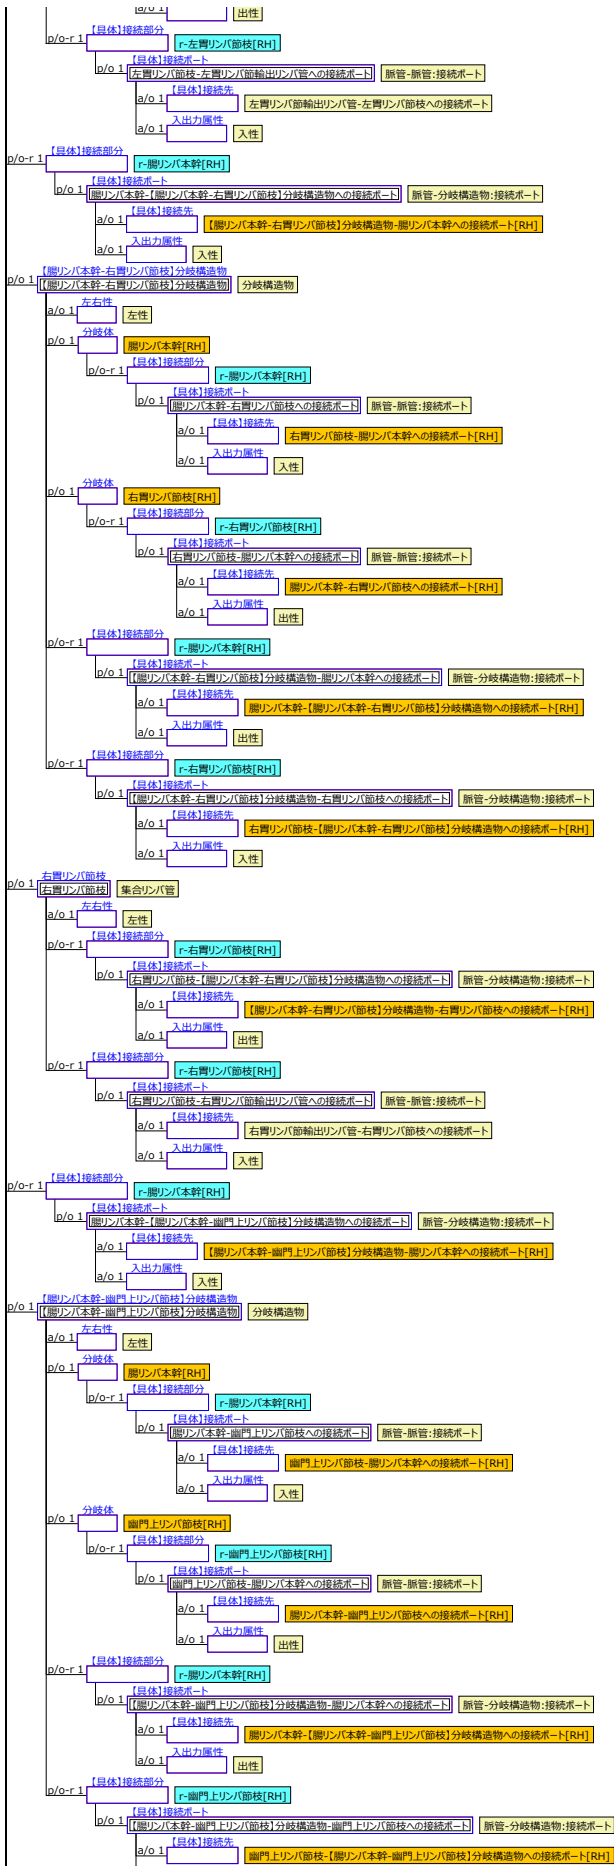 a/o 1 出性
【具体】接続部分
p/o-r 1 r-左胃リンパ節枝[RH]
【具体】接続ポート
p/o 1 左胃リンパ節枝-左胃リンパ節輸出リンパ管への接続ポート 脈管-脈管:接続ポート
【具体】接続先
a/o 1 左胃リンパ節輸出リンパ管-左胃リンパ節枝への接続ポート
入出力属性
a/o 1 入性
【具体】接続部分
p/o-r 1 r-腸リンパ本幹[RH]
【具体】接続ポート
p/o 1 腸リンパ本幹-【腸リンパ本幹-右胃リンパ節枝】分岐構造物への接続ポート 脈管-分岐構造物:接続ポート
【具体】接続先
a/o 1 【腸リンパ本幹-右胃リンパ節枝】分岐構造物-腸リンパ本幹への接続ポート[RH]
入出力属性
a/o 1 入性
【腸リンパ本幹-右胃リンパ節枝】分岐構造物
p/o 1 【腸リンパ本幹-右胃リンパ節枝】分岐構造物 分岐構造物
左右性
a/o 1 左性
分岐体
p/o 1 腸リンパ本幹[RH]
【具体】接続部分
p/o-r 1 r-腸リンパ本幹[RH]
【具体】接続ポート
p/o 1 腸リンパ本幹-右胃リンパ節枝への接続ポート 脈管-脈管:接続ポート
【具体】接続先
a/o 1 右胃リンパ節枝-腸リンパ本幹への接続ポート[RH]
入出力属性
a/o 1 入性
分岐体
p/o 1 右胃リンパ節枝[RH]
【具体】接続部分
p/o-r 1 r-右胃リンパ節枝[RH]
【具体】接続ポート
p/o 1 右胃リンパ節枝-腸リンパ本幹への接続ポート 脈管-脈管:接続ポート
【具体】接続先
a/o 1 腸リンパ本幹-右胃リンパ節枝への接続ポート[RH]
入出力属性
a/o 1 出性
【具体】接続部分
p/o-r 1 r-腸リンパ本幹[RH]
【具体】接続ポート
p/o 1 【腸リンパ本幹-右胃リンパ節枝】分岐構造物-腸リンパ本幹への接続ポート 脈管-分岐構造物:接続ポート
【具体】接続先
a/o 1 腸リンパ本幹-【腸リンパ本幹-右胃リンパ節枝】分岐構造物への接続ポート[RH]
入出力属性
a/o 1 出性
【具体】接続部分
p/o-r 1 r-右胃リンパ節枝[RH]
【具体】接続ポート
p/o 1 【腸リンパ本幹-右胃リンパ節枝】分岐構造物-右胃リンパ節枝への接続ポート 脈管-分岐構造物:接続ポート
【具体】接続先
a/o 1 右胃リンパ節枝-【腸リンパ本幹-右胃リンパ節枝】分岐構造物への接続ポート[RH]
入出力属性
a/o 1 入性
右胃リンパ節枝
p/o 1 右胃リンパ節枝 集合リンパ管
左右性
a/o 1 左性
【具体】接続部分
p/o-r 1 r-右胃リンパ節枝[RH]
【具体】接続ポート
p/o 1 右胃リンパ節枝-【腸リンパ本幹-右胃リンパ節枝】分岐構造物への接続ポート 脈管-分岐構造物:接続ポート
【具体】接続先
a/o 1 【腸リンパ本幹-右胃リンパ節枝】分岐構造物-右胃リンパ節枝への接続ポート[RH]
入出力属性
a/o 1 出性
【具体】接続部分
p/o-r 1 r-右胃リンパ節枝[RH]
【具体】接続ポート
p/o 1 右胃リンパ節枝-右胃リンパ節輸出リンパ管への接続ポート 脈管-脈管:接続ポート
【具体】接続先
a/o 1 右胃リンパ節輸出リンパ管-右胃リンパ節枝への接続ポート
入出力属性
a/o 1 入性
【具体】接続部分
p/o-r 1 r-腸リンパ本幹[RH]
【具体】接続ポート
p/o 1 腸リンパ本幹-【腸リンパ本幹-幽門上リンパ節枝】分岐構造物への接続ポート 脈管-分岐構造物:接続ポート
【具体】接続先
a/o 1 【腸リンパ本幹-幽門上リンパ節枝】分岐構造物-腸リンパ本幹への接続ポート[RH]
入出力属性
a/o 1 入性
【腸リンパ本幹-幽門上リンパ節枝】分岐構造物
p/o 1 【腸リンパ本幹-幽門上リンパ節枝】分岐構造物 分岐構造物
左右性
a/o 1 左性
分岐体
p/o 1 腸リンパ本幹[RH]
【具体】接続部分
p/o-r 1 r-腸リンパ本幹[RH]
【具体】接続ポート
p/o 1 腸リンパ本幹-幽門上リンパ節枝への接続ポート 脈管-脈管:接続ポート
【具体】接続先
a/o 1 幽門上リンパ節枝-腸リンパ本幹への接続ポート[RH]
入出力属性
a/o 1 入性
分岐体
p/o 1 幽門上リンパ節枝[RH]
【具体】接続部分
p/o-r 1 r-幽門上リンパ節枝[RH]
【具体】接続ポート
p/o 1 幽門上リンパ節枝-腸リンパ本幹への接続ポート 脈管-脈管:接続ポート
【具体】接続先
a/o 1 腸リンパ本幹-幽門上リンパ節枝への接続ポート[RH]
入出力属性
a/o 1 出性
【具体】接続部分
p/o-r 1 r-腸リンパ本幹[RH]
【具体】接続ポート
p/o 1 【腸リンパ本幹-幽門上リンパ節枝】分岐構造物-腸リンパ本幹への接続ポート 脈管-分岐構造物:接続ポート
【具体】接続先
a/o 1 腸リンパ本幹-【腸リンパ本幹-幽門上リンパ節枝】分岐構造物への接続ポート[RH]
入出力属性
a/o 1 出性
【具体】接続部分
p/o-r 1 r-幽門上リンパ節枝[RH]
【具体】接続ポート
p/o 1 【腸リンパ本幹-幽門上リンパ節枝】分岐構造物-幽門上リンパ節枝への接続ポート 脈管-分岐構造物:接続ポート
【具体】接続先
a/o 1 幽門上リンパ節枝-【腸リンパ本幹-幽門上リンパ節枝】分岐構造物への接続ポート[RH]